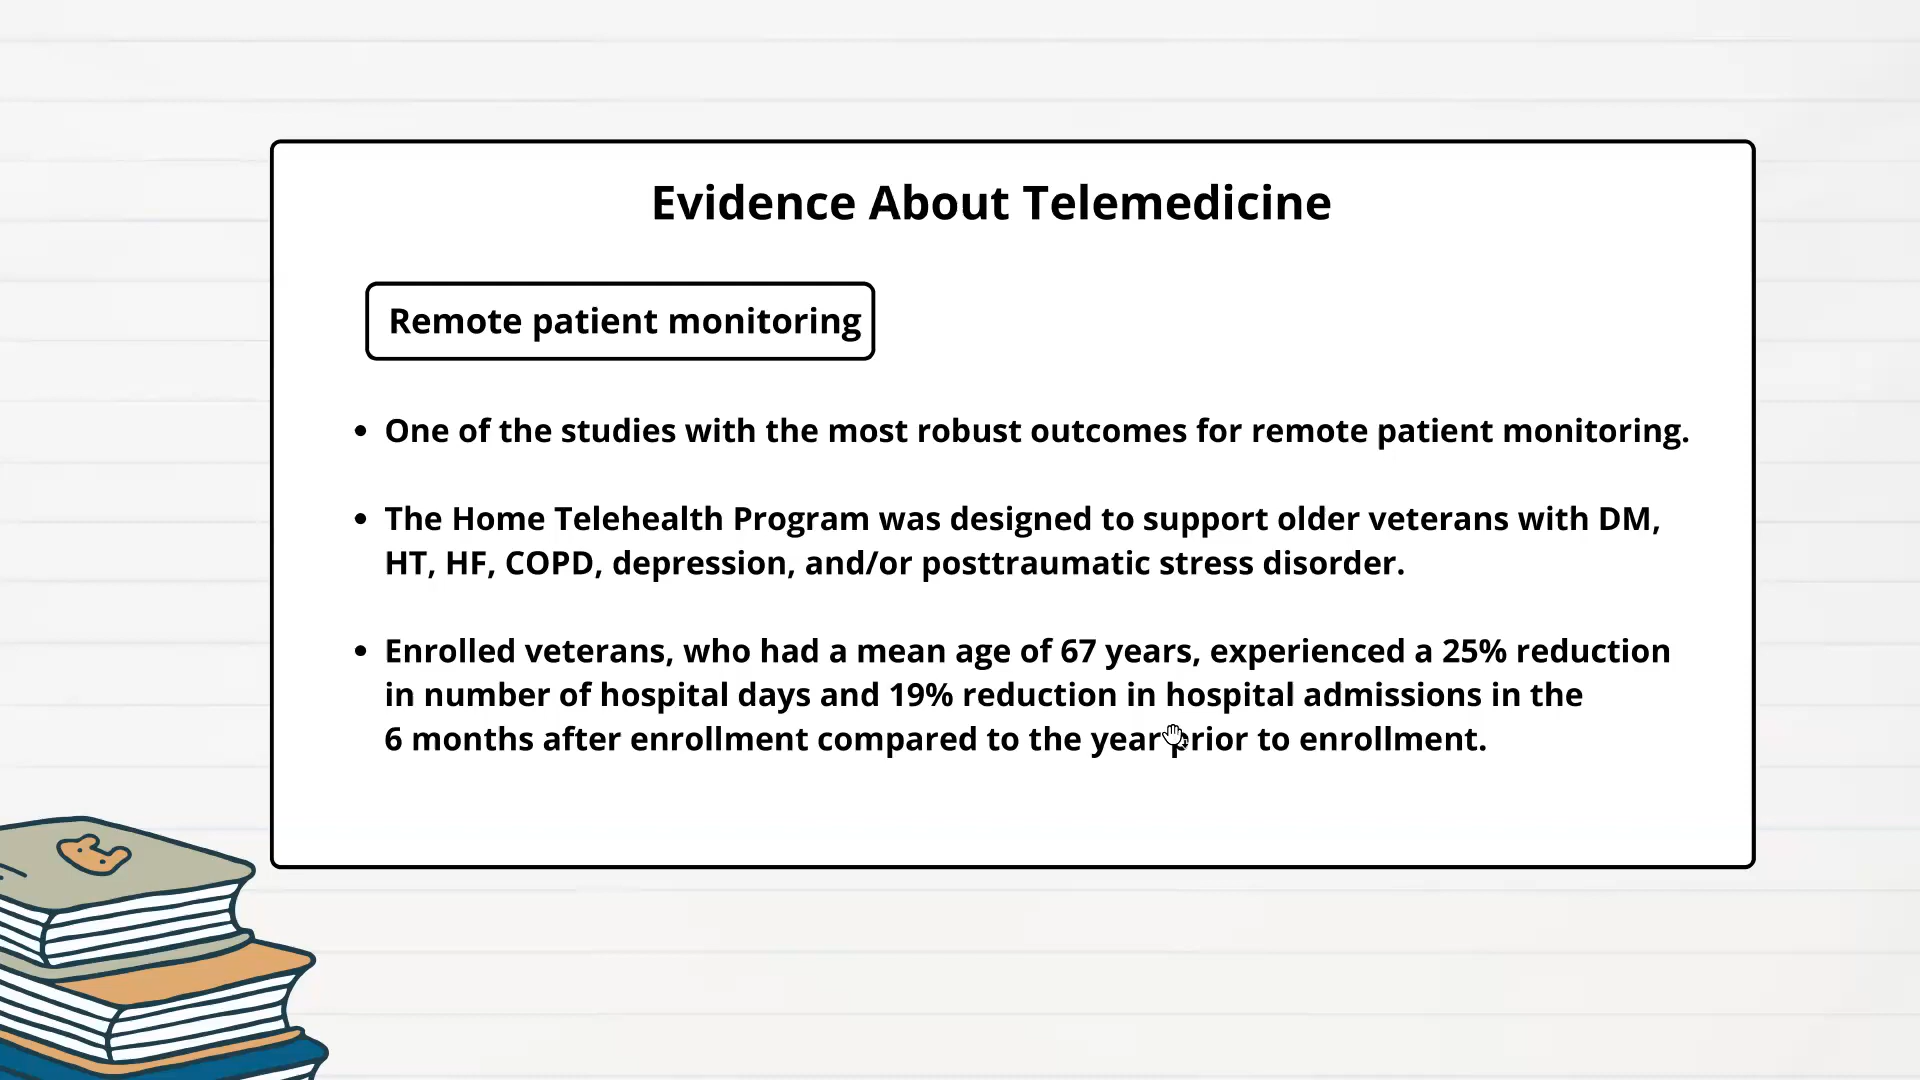 Evidence About Telemedicine
Remote patient monitoring
• One of the studies with the most robust outcomes for remote patient monitoring.
• The Home Telehealth Program was designed to support older veterans with DM,
HT, HF, COPD, depression, and/or posttraumatic stress disorder.
• Enrolled veterans, who had a mean age of 67 years, experienced a 25% reduction
in number of hospital days and 19% reduction in hospital admissions in the
6 months after enrollment compared to the year prior to enrollment.